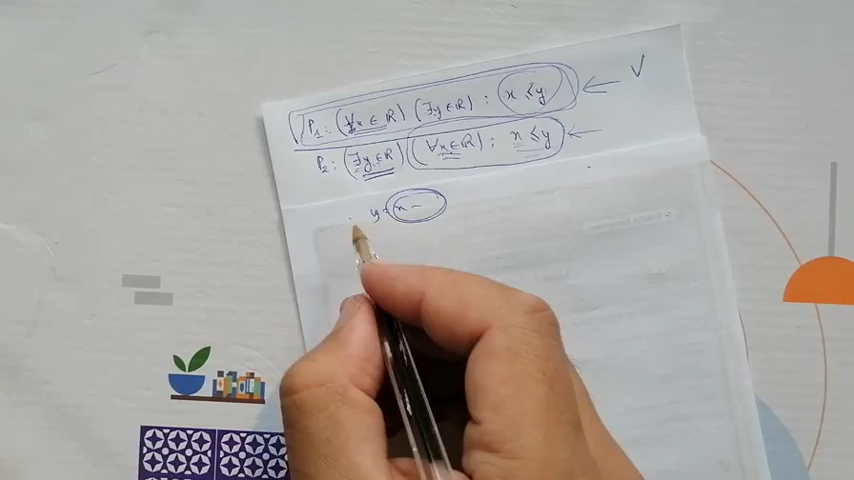 P₁ : (∀x ∈ ℝ) (∃y ∈ ℝ) : x ≤ y ← V
P₂ : (∃y ∈ ℝ) (∀x ∈ ℝ) : x ≤ y ←
y = x -